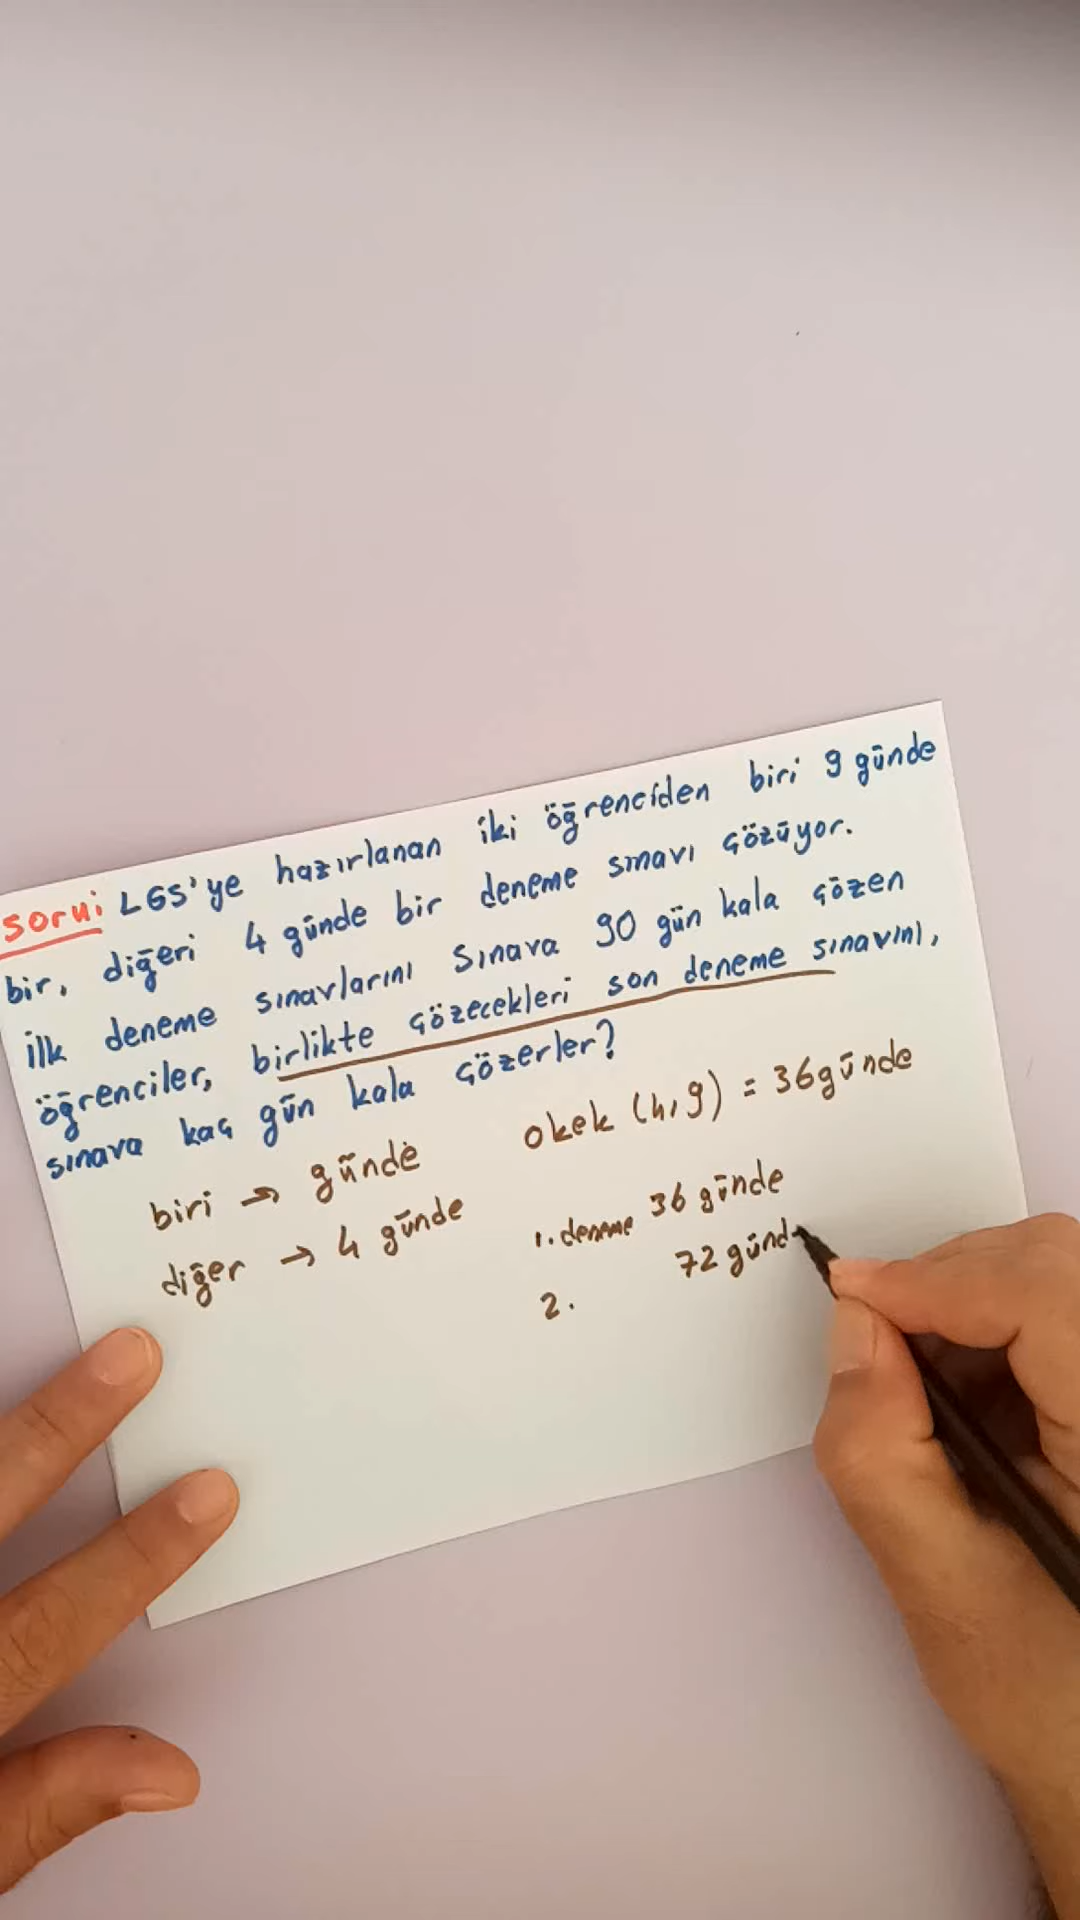 soru: LGS'ye hazırlanan iki öğrenciden biri 9 günde
bir, diğeri 4 günde bir deneme sınavı çözüyor.
ilk deneme sınavlarını sınava 90 gün kala çözen
öğrenciler, birlikte çözecekleri son deneme sınavını,
sınava kaç gün kala çözerler?
biri → günde
diğer → 4 günde
okek (4,9) = 36 günde
1. deneme 36 günde
2. 72 günd